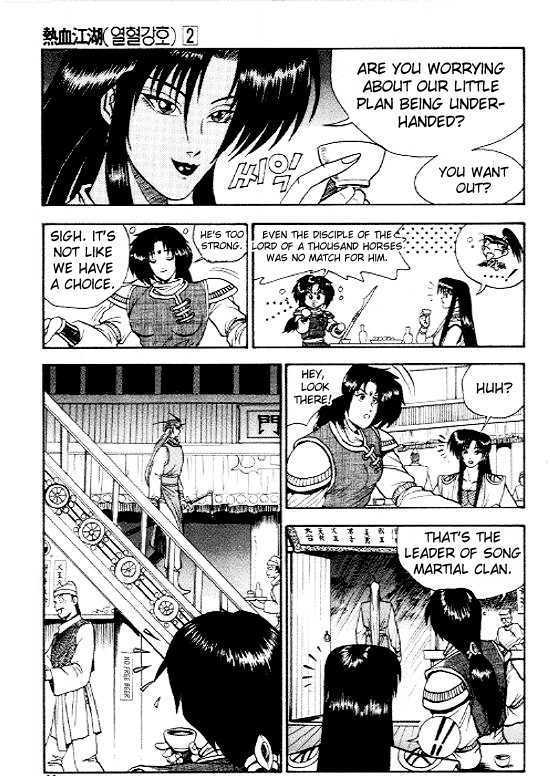 熱血江湖(열혈강호) 2
ARE YOU WORRYING
ABOUT OUR LITTLE
PLAN BEING UNDER-
HANDED?
씨익
YOU WANT
OUT?
SIGH. IT'S
NOT LIKE
WE HAVE
A CHOICE.
HE'S TOO
STRONG.
EVEN THE DISCIPLE OF THE
LORD OF A THOUSAND HORSES
WAS NO MATCH FOR HIM.
門
NO FREE BEER!
HEY,
LOOK
THERE!
HUH?
THAT'S THE
LEADER OF SONG
MARTIAL CLAN.
!!